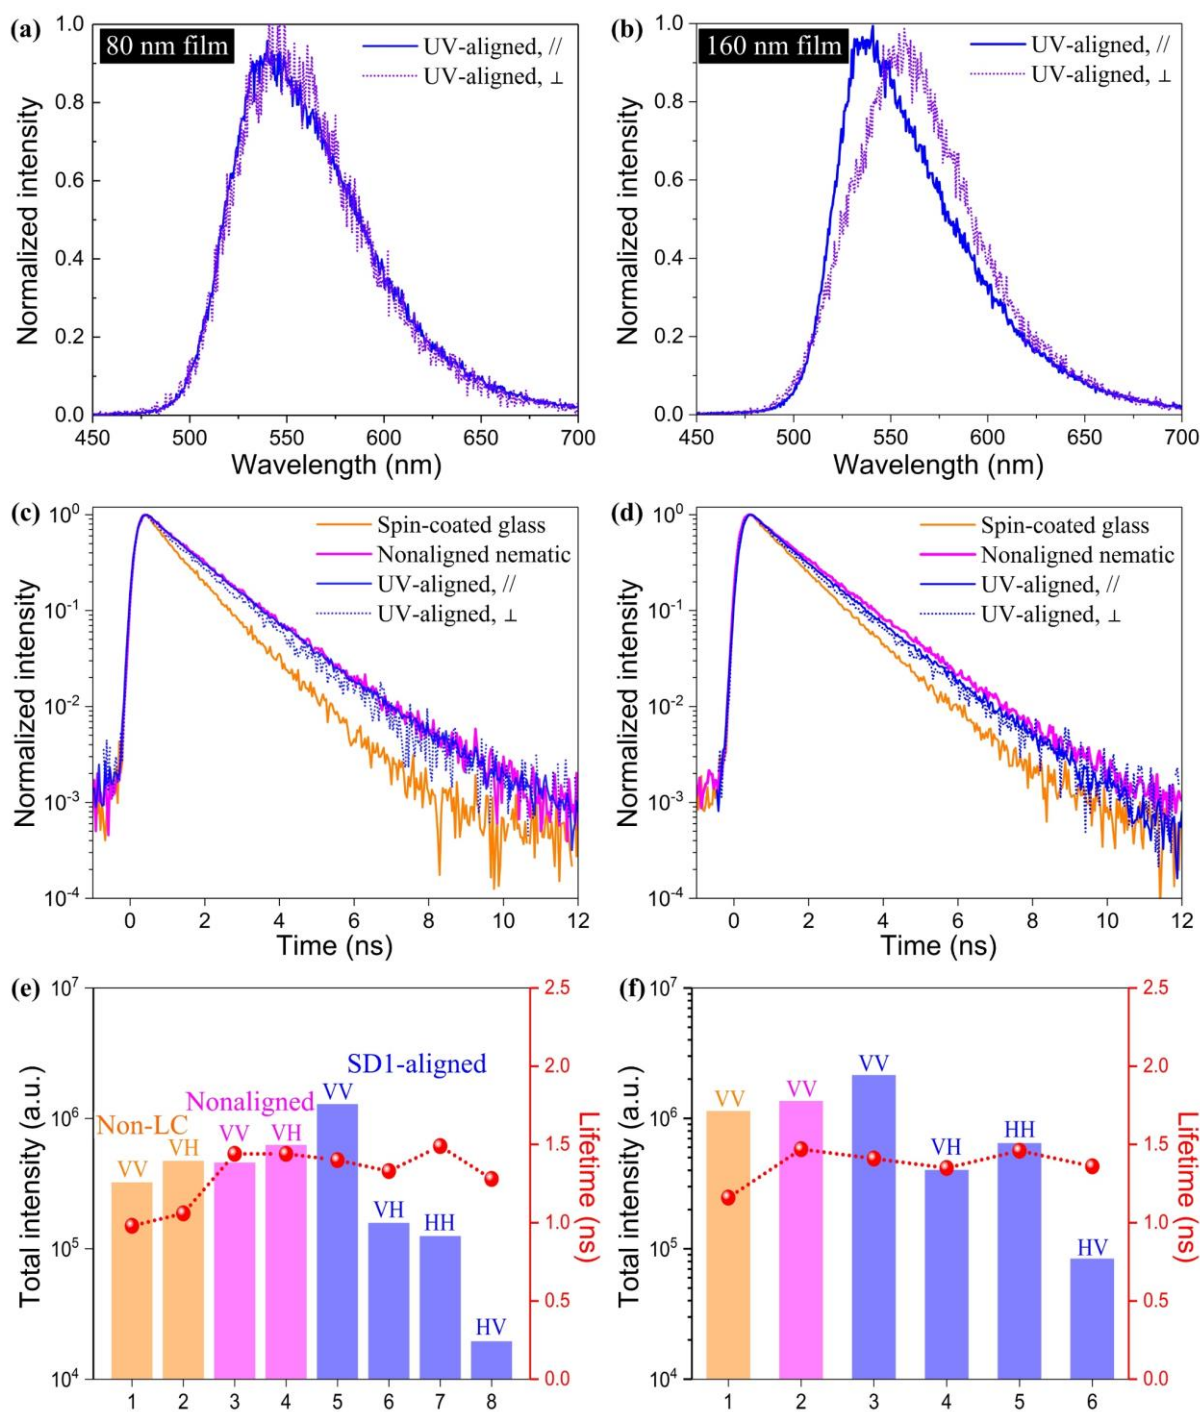 (a)
80 nm film
UV-aligned, //
UV-aligned, ⊥
Normalized intensity
1.0
0.8
0.6
0.4
0.2
0.0
450 500 550 600 650 700
Wavelength (nm)
(b)
160 nm film
UV-aligned, //
UV-aligned, ⊥
Normalized intensity
1.0
0.8
0.6
0.4
0.2
0.0
450 500 550 600 650 700
Wavelength (nm)
(c)
Spin-coated glass
Nonaligned nematic
UV-aligned, //
UV-aligned, ⊥
Normalized intensity
10⁰
10⁻¹
10⁻²
10⁻³
10⁻⁴
0 2 4 6 8 10 12
Time (ns)
(d)
Spin-coated glass
Nonaligned nematic
UV-aligned, //
UV-aligned, ⊥
Normalized intensity
10⁰
10⁻¹
10⁻²
10⁻³
10⁻⁴
0 2 4 6 8 10 12
Time (ns)
(e)
Total intensity (a.u.)
10⁷
10⁶
10⁵
10⁴
Non-LC
Nonaligned
SD1-aligned
VV
VH
VV
VH
VV
VH
HH
HV
2.5
2.0
1.5
1.0
0.5
0.0
Lifetime (ns)
1 2 3 4 5 6 7 8
(f)
Total intensity (a.u.)
10⁷
10⁶
10⁵
10⁴
VV
VV
VV
VH
HH
HV
2.5
2.0
1.5
1.0
0.5
0.0
Lifetime (ns)
1 2 3 4 5 6